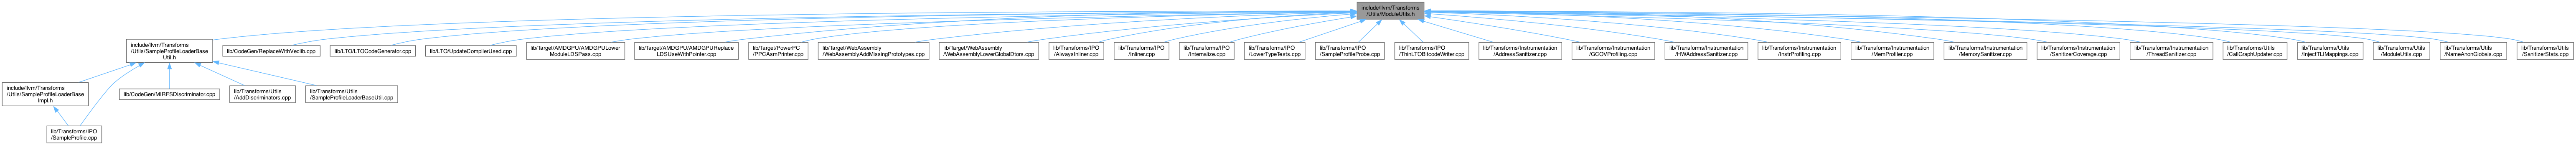 include/llvm/Transforms
/Utils/ModuleUtils.h
include/llvm/Transforms
/Utils/SampleProfileLoaderBase
Util.h
lib/CodeGen/ReplaceWithVeclib.cpp
lib/LTO/LTOCodeGenerator.cpp
lib/LTO/UpdateCompilerUsed.cpp
lib/Target/AMDGPU/AMDGPULower
ModuleLDSPass.cpp
lib/Target/AMDGPU/AMDGPUReplace
LDSUseWithPointer.cpp
lib/Target/PowerPC
/PPCAsmPrinter.cpp
lib/Target/WebAssembly
/WebAssemblyAddMissingPrototypes.cpp
lib/Target/WebAssembly
/WebAssemblyLowerGlobalDtors.cpp
lib/Transforms/IPO
/AlwaysInliner.cpp
lib/Transforms/IPO
/Inliner.cpp
lib/Transforms/IPO
/Internalize.cpp
lib/Transforms/IPO
/LowerTypeTests.cpp
lib/Transforms/IPO
/SampleProfileProbe.cpp
lib/Transforms/IPO
/ThinLTOBitcodeWriter.cpp
lib/Transforms/Instrumentation
/AddressSanitizer.cpp
lib/Transforms/Instrumentation
/GCOVProfiling.cpp
lib/Transforms/Instrumentation
/HWAddressSanitizer.cpp
lib/Transforms/Instrumentation
/InstrProfiling.cpp
lib/Transforms/Instrumentation
/MemProfiler.cpp
lib/Transforms/Instrumentation
/MemorySanitizer.cpp
lib/Transforms/Instrumentation
/SanitizerCoverage.cpp
lib/Transforms/Instrumentation
/ThreadSanitizer.cpp
lib/Transforms/Utils
/CallGraphUpdater.cpp
lib/Transforms/Utils
/InjectTLIMappings.cpp
lib/Transforms/Utils
/ModuleUtils.cpp
lib/Transforms/Utils
/NameAnonGlobals.cpp
lib/Transforms/Utils
/SanitizerStats.cpp
include/llvm/Transforms
/Utils/SampleProfileLoaderBase
Impl.h
lib/CodeGen/MIRFSDiscriminator.cpp
lib/Transforms/Utils
/AddDiscriminators.cpp
lib/Transforms/Utils
/SampleProfileLoaderBaseUtil.cpp
lib/Transforms/IPO
/SampleProfile.cpp